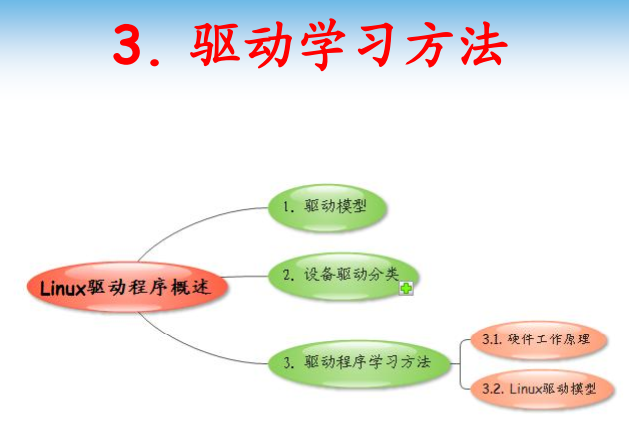 3. 驱动学习方法
1. 驱动模型
2. 设备驱动分类
Linux驱动程序概述
3. 驱动程序学习方法
3.1. 硬件工作原理
3.2. Linux驱动模型